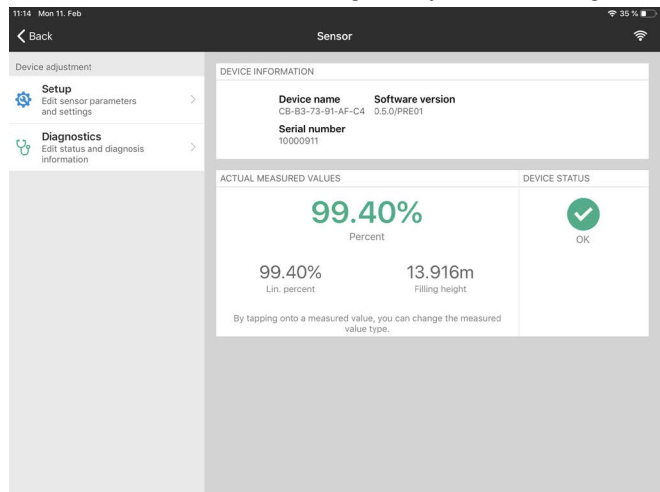 11:14 Mon 11. Feb
35 %
Back
Sensor
Device adjustment
Setup
Edit sensor parameters
and settings
Diagnostics
Edit status and diagnosis
information
DEVICE INFORMATION
Device name Software version
CB-B3-73-91-AF-C4 0.5.0/PRE01
Serial number
10000911
ACTUAL MEASURED VALUES
99.40%
Percent
99.40% 13.916m
Lin. percent Filling height
By tapping onto a measured value, you can change the measured
value type.
DEVICE STATUS
OK